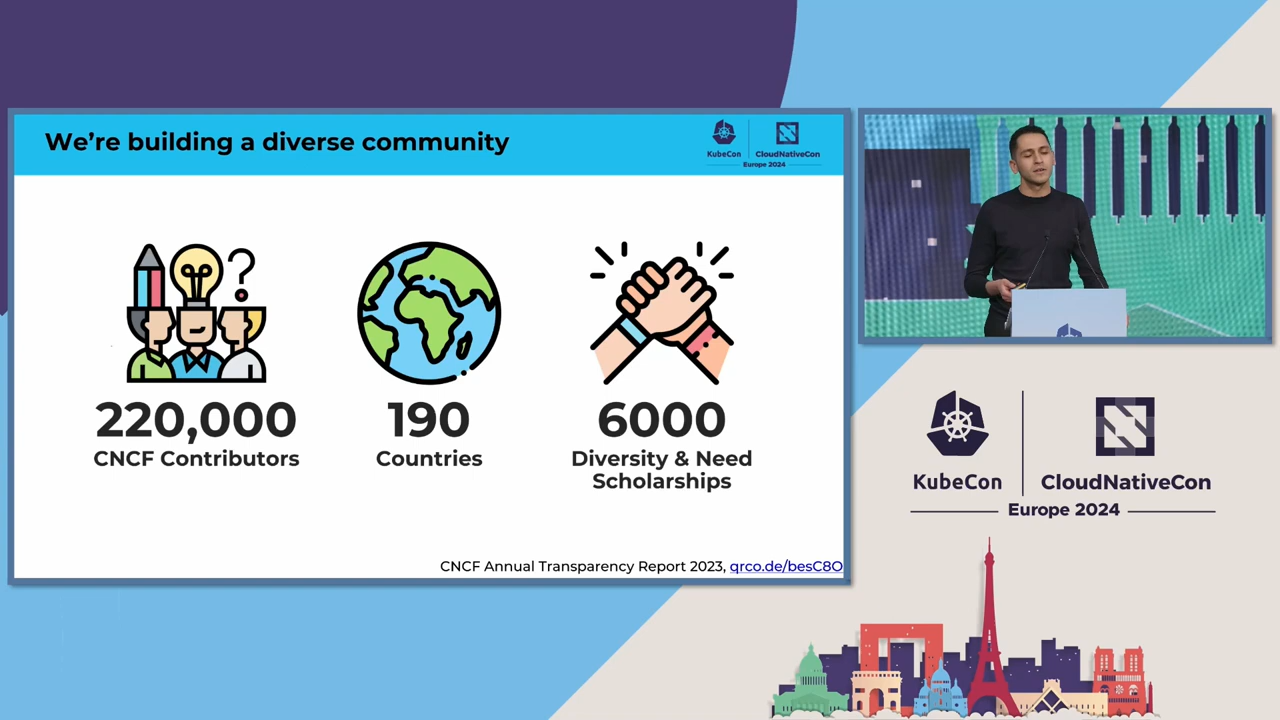 We're building a diverse community
KubeCon
CloudNativeCon
Europe 2024
?
220,000
CNCF Contributors
190
Countries
6000
Diversity & Need
Scholarships
CNCF Annual Transparency Report 2023, qrco.de/besC8O
KubeCon
CloudNativeCon
Europe 2024